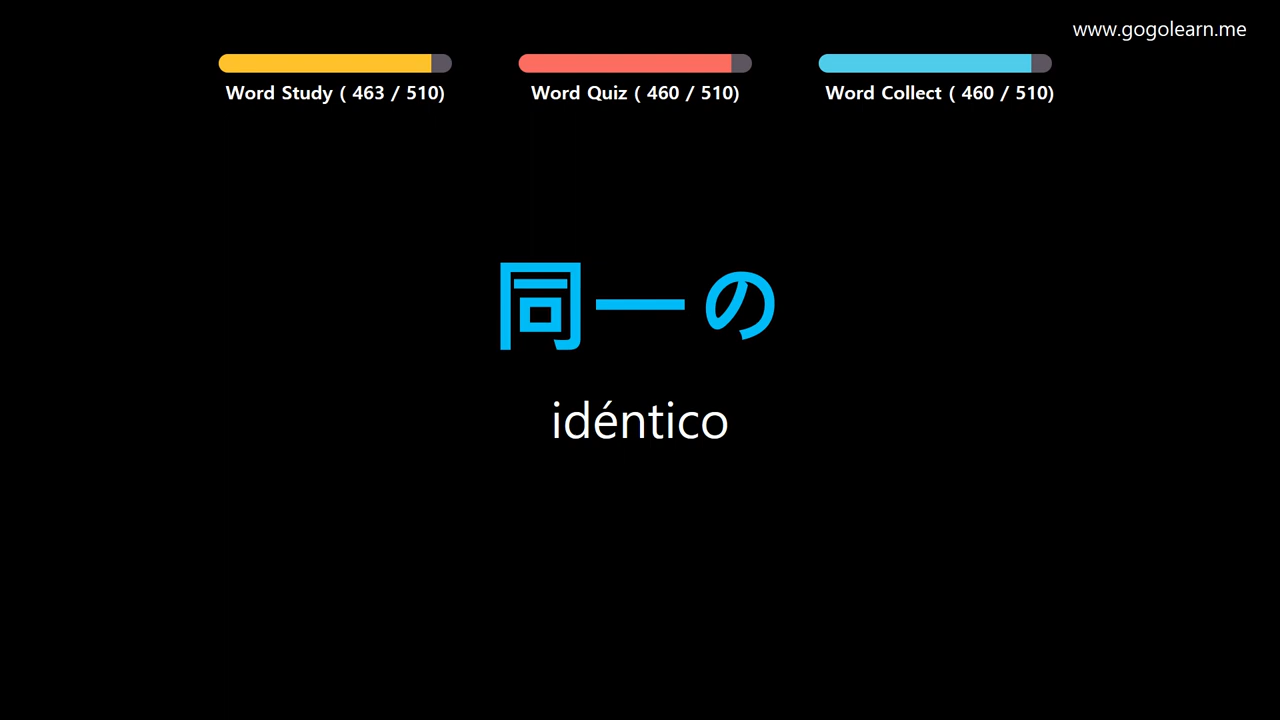 www.gogolearn.me
Word Study ( 463 / 510)
Word Quiz ( 460 / 510)
Word Collect ( 460 / 510)
同一の
idéntico